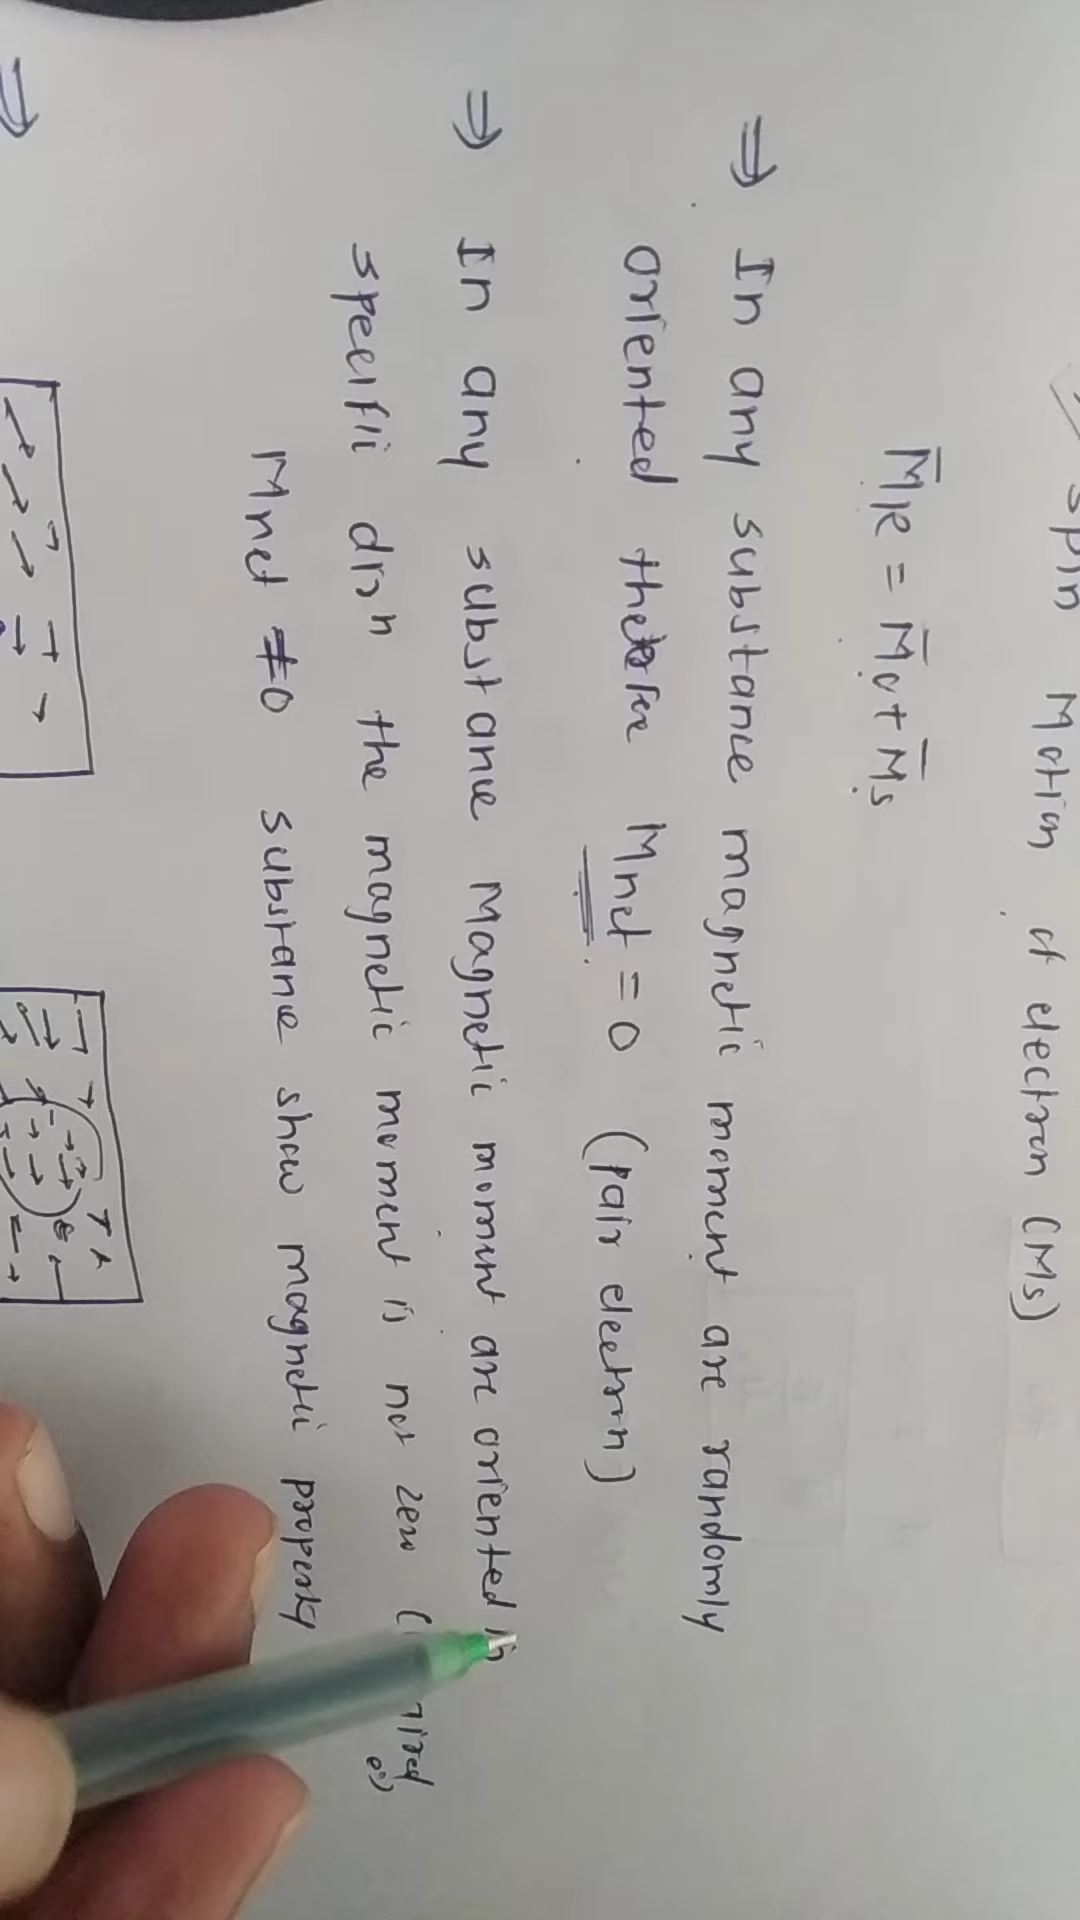 spin Motion of electron (Ms)
M̄R = M̄o + M̄s
⇒ In any substance magnetic moment are randomly
oriented therefore Mnet = 0 (pair electron)
⇒ In any substance Magnetic moment are oriented in
specific dirn the magnetic moment is not zero (
Mnet ≠ 0 substance show magnetic property
⇒